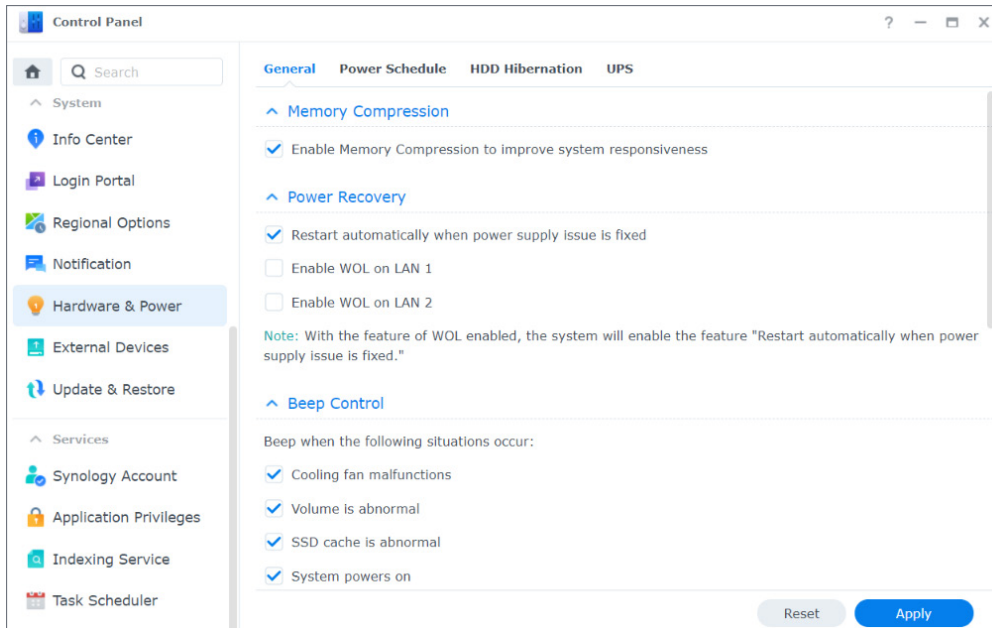 Control Panel
?
Search
System
Info Center
Login Portal
Regional Options
Notification
Hardware & Power
External Devices
Update & Restore
Services
Synology Account
Application Privileges
Indexing Service
Task Scheduler
General Power Schedule HDD Hibernation UPS
Memory Compression
Enable Memory Compression to improve system responsiveness
Power Recovery
Restart automatically when power supply issue is fixed
Enable WOL on LAN 1
Enable WOL on LAN 2
Note: With the feature of WOL enabled, the system will enable the feature "Restart automatically when power
supply issue is fixed."
Beep Control
Beep when the following situations occur:
Cooling fan malfunctions
Volume is abnormal
SSD cache is abnormal
System powers on
Reset Apply